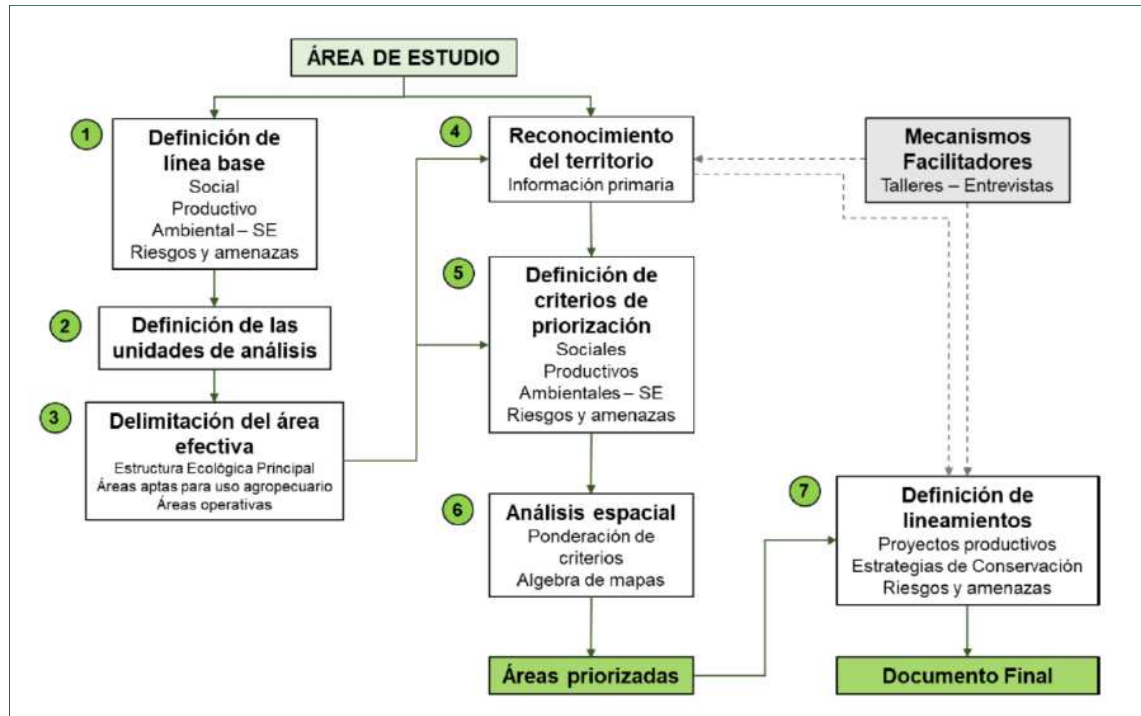 ÁREA DE ESTUDIO
1
Definición de
línea base
Social
Productivo
Ambiental – SE
Riesgos y amenazas
2
Definición de las
unidades de análisis
3
Delimitación del área
efectiva
Estructura Ecológica Principal
Áreas aptas para uso agropecuario
Áreas operativas
4
Reconocimiento
del territorio
Información primaria
5
Definición de
criterios de
priorización
Sociales
Productivos
Ambientales – SE
Riesgos y amenazas
6
Análisis espacial
Ponderación de
criterios
Algebra de mapas
Áreas priorizadas
Mecanismos
Facilitadores
Talleres – Entrevistas
7
Definición de
lineamientos
Proyectos productivos
Estrategias de Conservación
Riesgos y amenazas
Documento Final